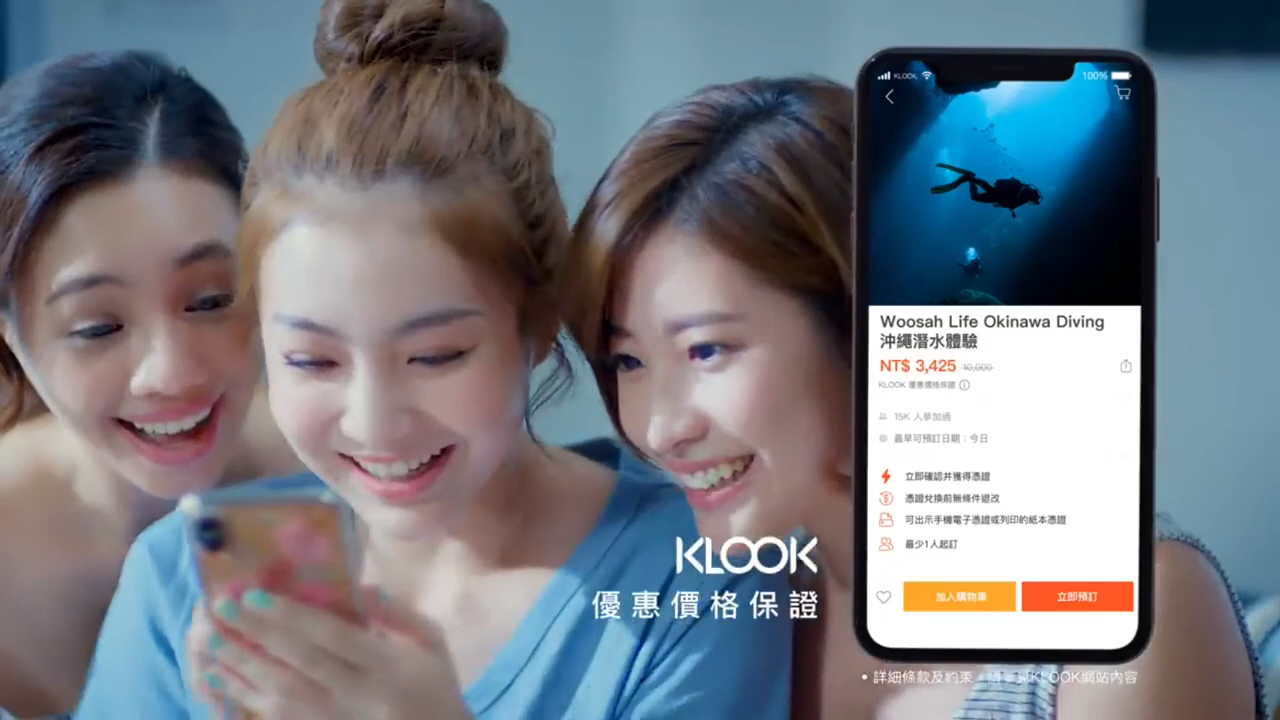 KLOOK
100%
Woosah Life Okinawa Diving
沖繩潛水體驗
NT$ 3,425 10,000
KLOOK 優惠價格保證
15K 人參加過
最早可預訂日期：今日
立即確認并獲得憑證
憑證兌換前無條件退改
可出示手機電子憑證或列印的紙本憑證
最少1人起訂
加入購物車 立即預訂
KLOOK
優惠價格保證
• 詳細條款及約束 KLOOK網站內容